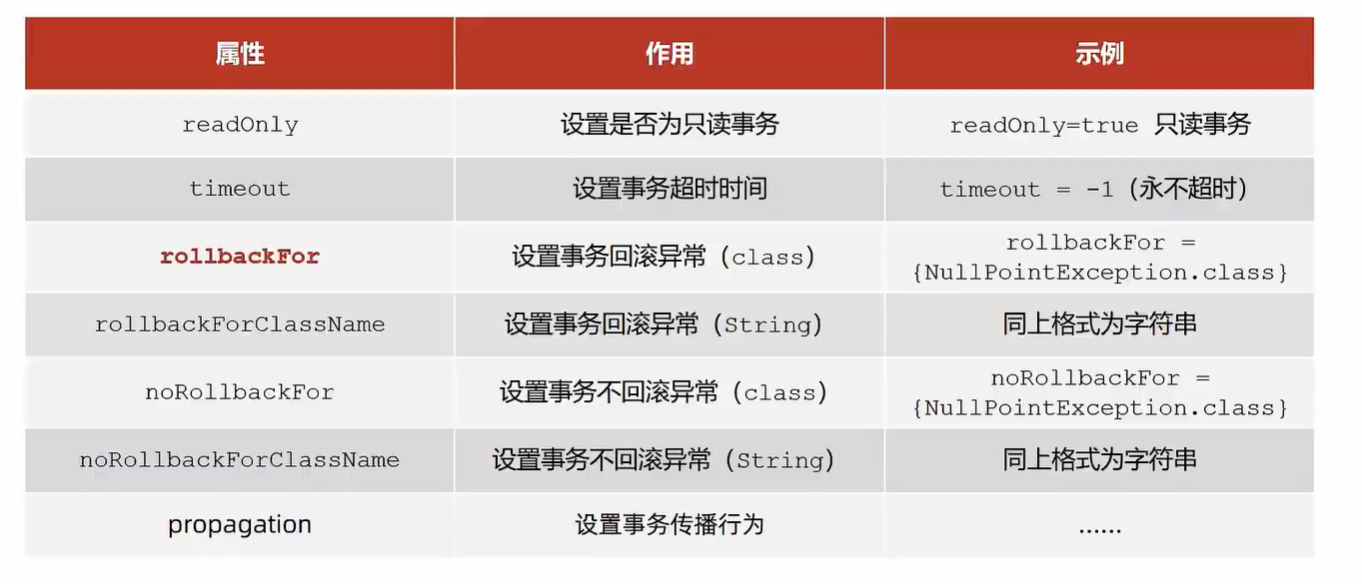 属性 作用 示例
readOnly 设置是否为只读事务 readOnly=true 只读事务
timeout 设置事务超时时间 timeout = -1（永不超时）
rollbackFor 设置事务回滚异常（class） rollbackFor =
{NullPointException.class}
rollbackForClassName 设置事务回滚异常（String） 同上格式为字符串
noRollbackFor 设置事务不回滚异常（class） noRollbackFor =
{NullPointException.class}
noRollbackForClassName 设置事务不回滚异常（String） 同上格式为字符串
propagation 设置事务传播行为 ……